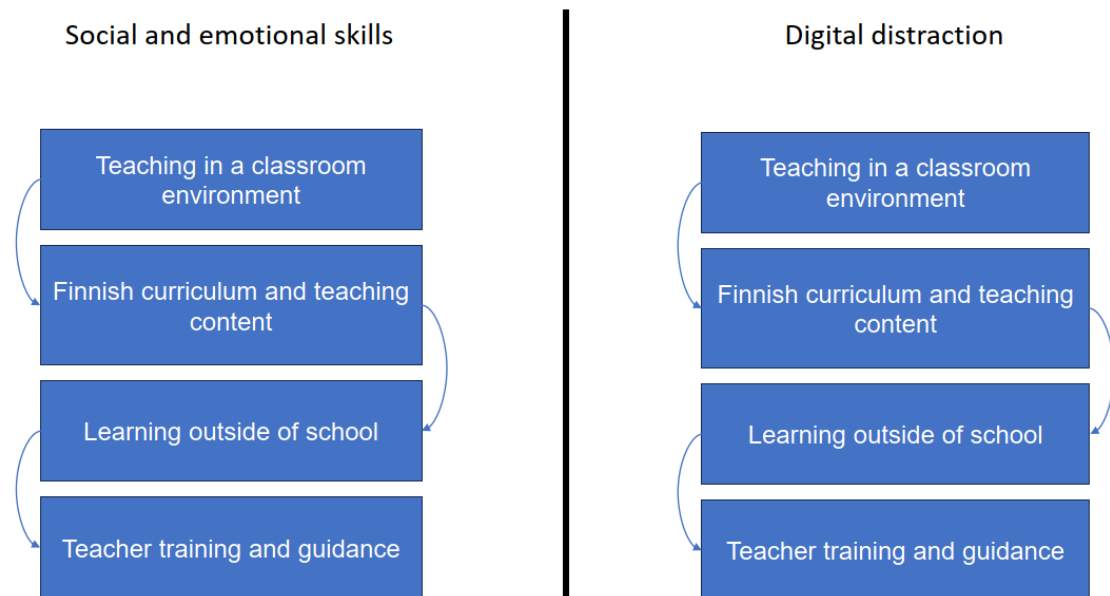 Social and emotional skills
Teaching in a classroom
environment
Finnish curriculum and teaching
content
Learning outside of school
Teacher training and guidance
Digital distraction
Teaching in a classroom
environment
Finnish curriculum and teaching
content
Learning outside of school
Teacher training and guidance